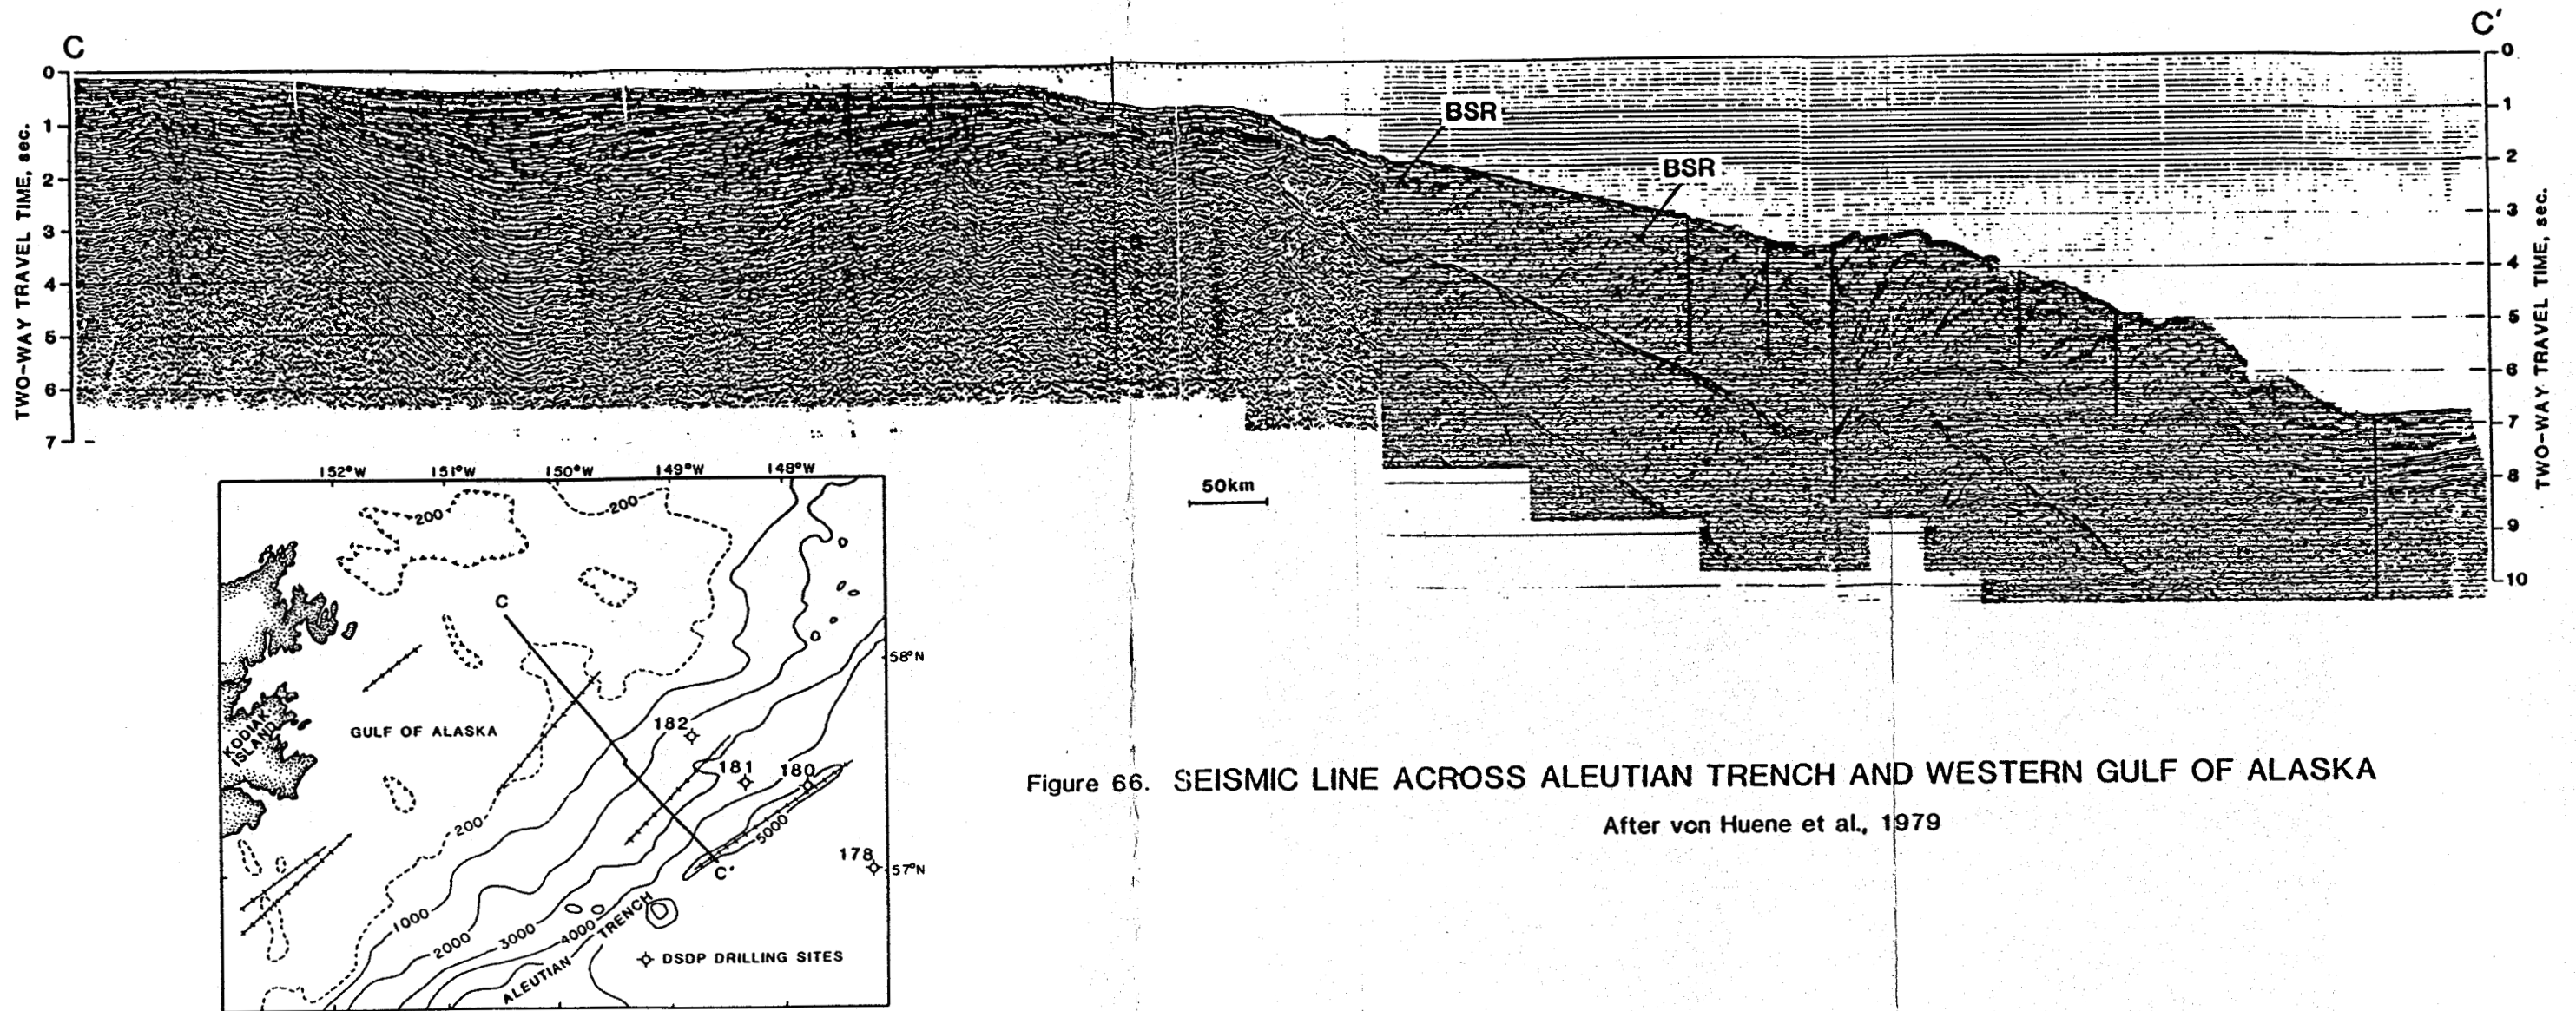 C
C'
TWO-WAY TRAVEL TIME, sec.
0
1
2
3
4
5
6
7
BSR
BSR
0
1
2
3
4
5
6
7
8
9
10
TWO-WAY TRAVEL TIME, sec.
50km
152°W 151°W 150°W 149°W 148°W
200
200
C
58°N
KODIAK
ISLAND
GULF OF ALASKA
182
181
180
200
5000
178
57°N
C'
1000
2000
3000
4000
ALEUTIAN TRENCH
DSDP DRILLING SITES
Figure 66. SEISMIC LINE ACROSS ALEUTIAN TRENCH AND WESTERN GULF OF ALASKA
After von Huene et al., 1979